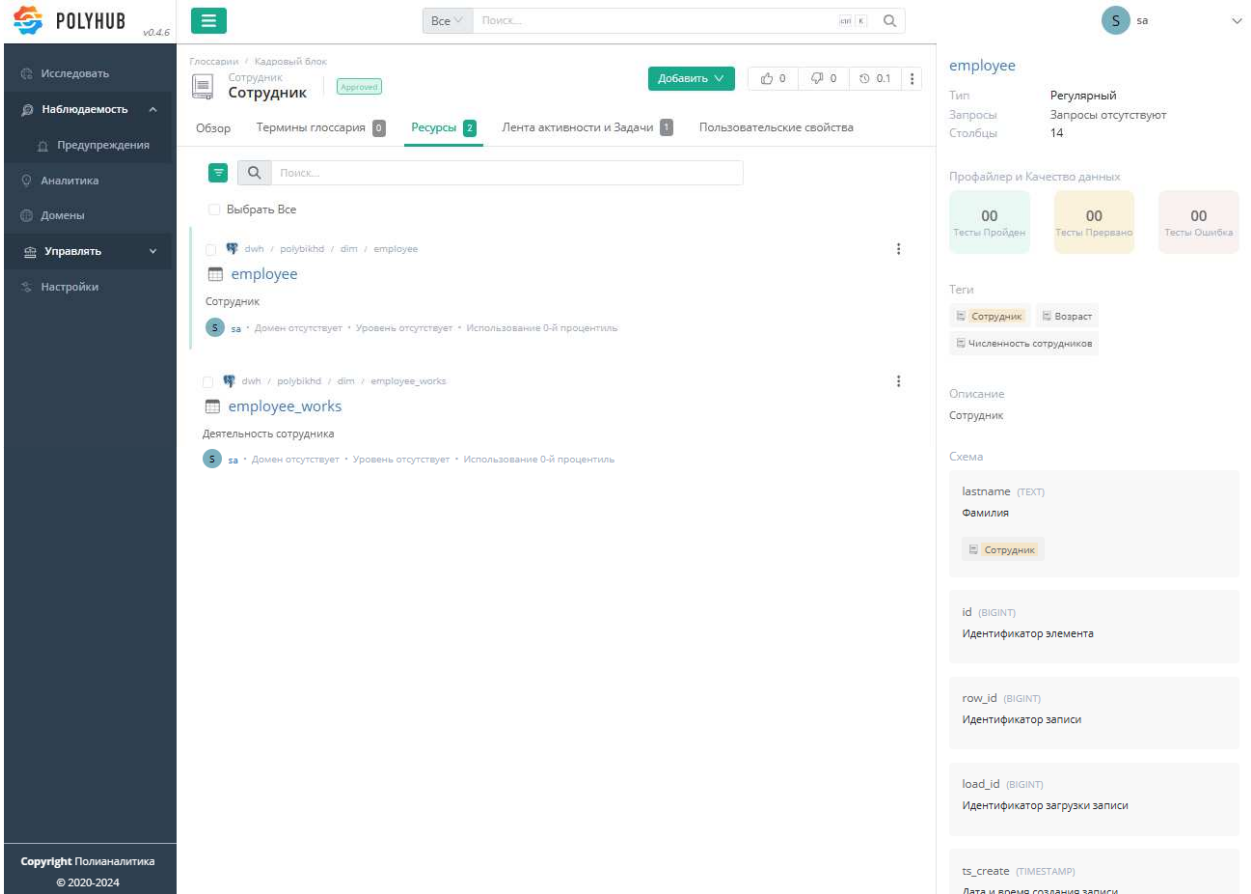 POLYHUB v0.4.6
Все Поиск... ctrl K
S sa
Исследовать
Наблюдаемость
Предупреждения
Аналитика
Домены
Управлять
Настройки
Copyright Полианалитика
© 2020-2024
Глоссарии / Кадровый блок
Сотрудник
Сотрудник Approved
Добавить 0 0 0.1
Обзор Термины глоссария 0 Ресурсы 2 Лента активности и Задачи 1 Пользовательские свойства
Поиск...
Выбрать Все
dwh / polybikhd / dim / employee
employee
Сотрудник
S sa • Домен отсутствует • Уровень отсутствует • Использование 0-й процентиль
dwh / polybikhd / dim / employee_works
employee_works
Деятельность сотрудника
S sa • Домен отсутствует • Уровень отсутствует • Использование 0-й процентиль
employee
Тип Регулярный
Запросы Запросы отсутствуют
Столбцы 14
Профайлер и Качество данных
00 00 00
Тесты Пройден Тесты Прервано Тесты Ошибка
Теги
Сотрудник Возраст
Численность сотрудников
Описание
Сотрудник
Схема
lastname (TEXT)
Фамилия
Сотрудник
id (BIGINT)
Идентификатор элемента
row_id (BIGINT)
Идентификатор записи
load_id (BIGINT)
Идентификатор загрузки записи
ts_create (TIMESTAMP)
Дата и время создания записи